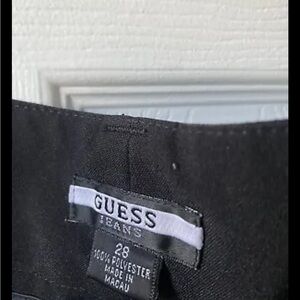 GUESS
JEANS
28
100% POLYESTER
MADE IN
MACAU